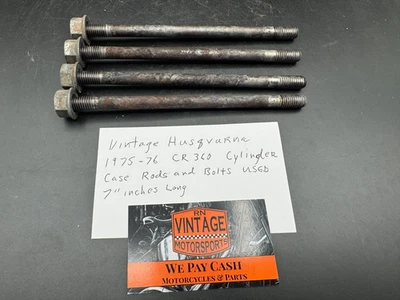 Vintage Husqvurna
1975-76 CR 360 Cylinder
Case Rods and Bolts USED
7" inches Long
RN
VINTAGE
MOTORSPORTS
WE PAY CASH
MOTORCYCLES & PARTS